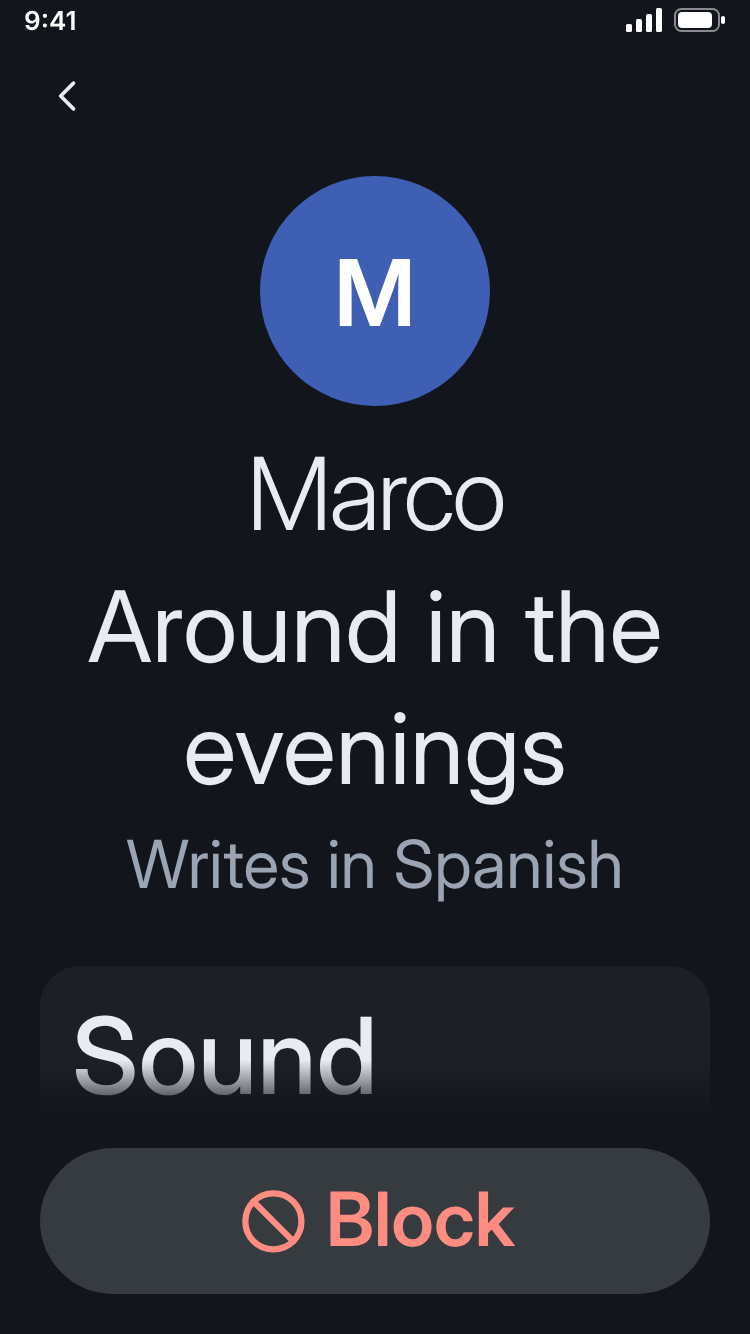 9:41
M
Marco
Around in the
evenings
Writes in Spanish
Sound
Block